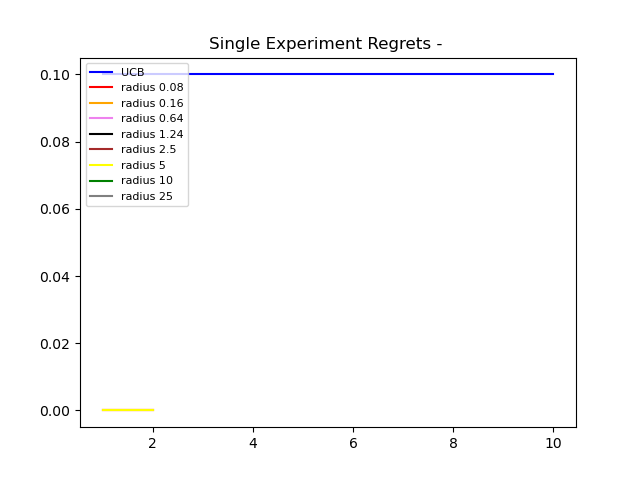 Single Experiment Regrets -
UCB
radius 0.08
radius 0.16
radius 0.64
radius 1.24
radius 2.5
radius 5
radius 10
radius 25
0.10
0.08
0.06
0.04
0.02
0.00
2 4 6 8 10